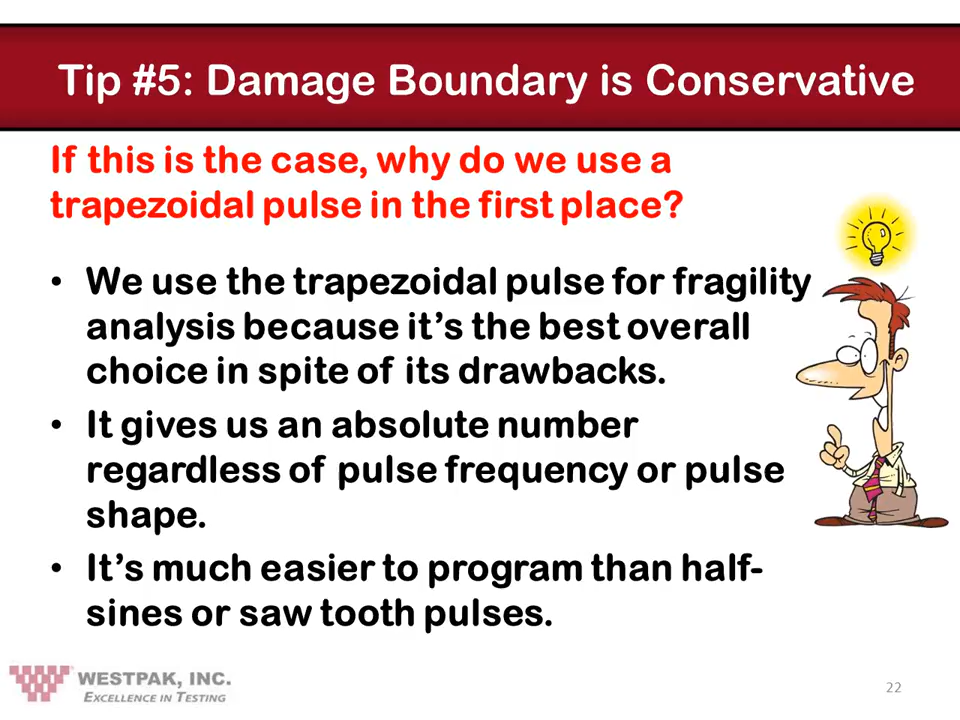 Tip #5: Damage Boundary is Conservative
If this is the case, why do we use a
trapezoidal pulse in the first place?
• We use the trapezoidal pulse for fragility
analysis because it’s the best overall
choice in spite of its drawbacks.
• It gives us an absolute number
regardless of pulse frequency or pulse
shape.
• It’s much easier to program than half-
sines or saw tooth pulses.
WESTPAK, INC.
EXCELLENCE IN TESTING
22